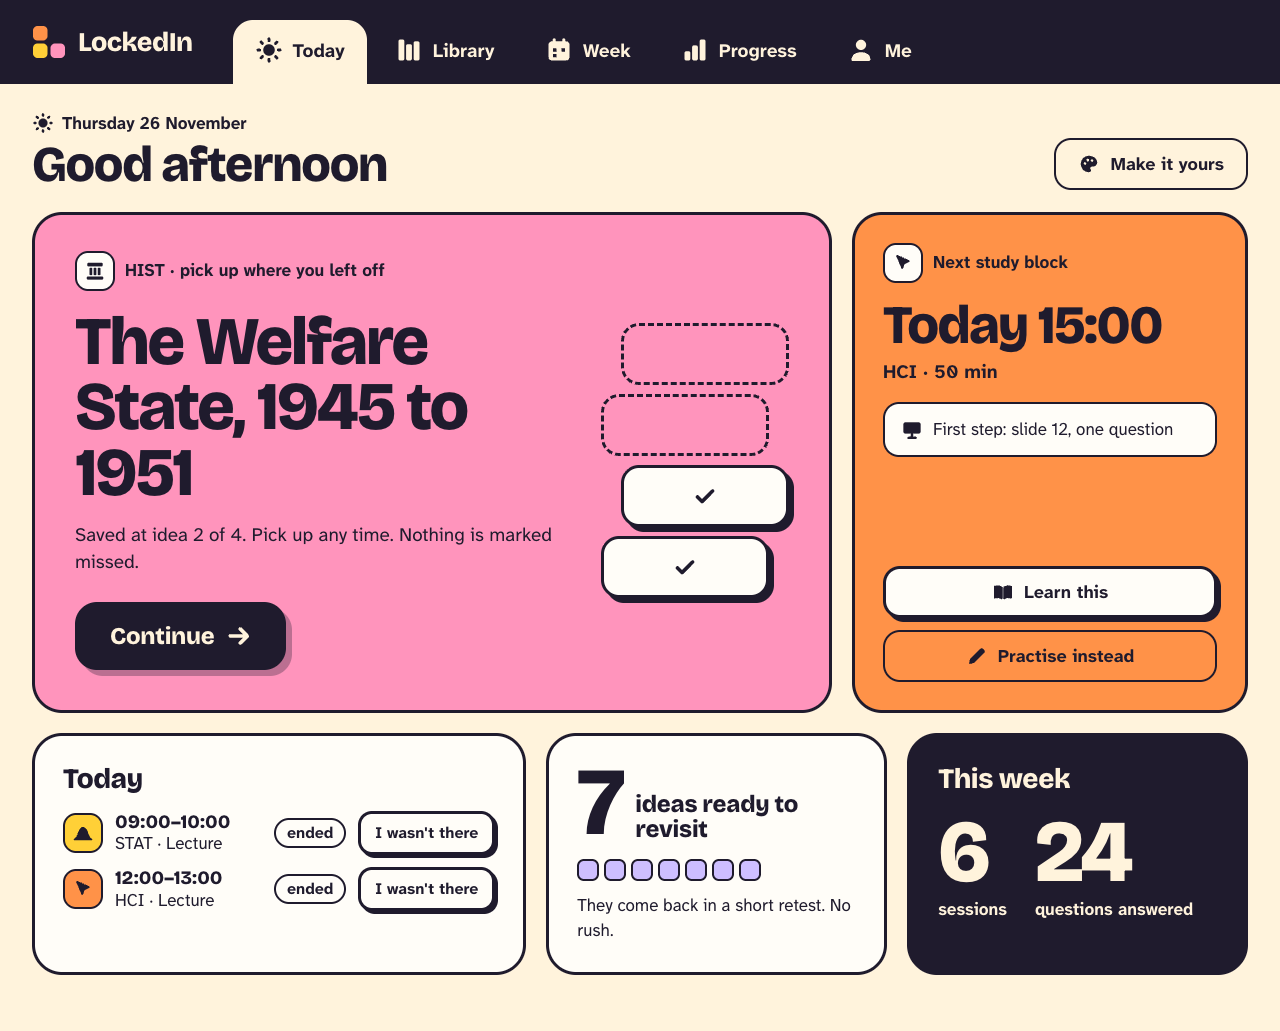 LockedIn
Today
Library
Week
Progress
Me
Thursday 26 November
Good afternoon
Make it yours
HIST · pick up where you left off
The Welfare
State, 1945 to
1951
Saved at idea 2 of 4. Pick up any time. Nothing is marked
missed.
Continue
Next study block
Today 15:00
HCI · 50 min
First step: slide 12, one question
Learn this
Practise instead
Today
09:00–10:00
STAT · Lecture
ended
I wasn't there
12:00–13:00
HCI · Lecture
ended
I wasn't there
7 ideas ready to
revisit
They come back in a short retest. No
rush.
This week
6
sessions
24
questions answered